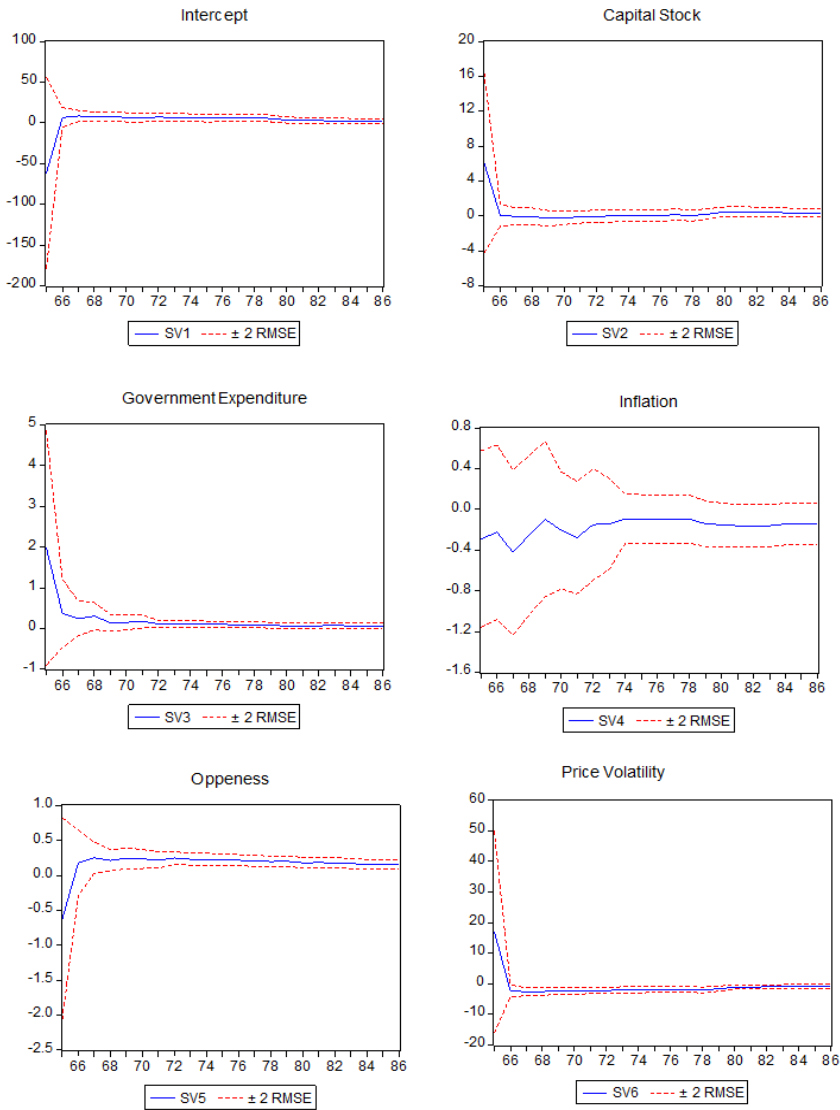 Intercept
100
50
0
-50
-100
-150
-200
66 68 70 72 74 76 78 80 82 84 86
SV1 ± 2 RMSE
Capital Stock
20
16
12
8
4
0
-4
-8
66 68 70 72 74 76 78 80 82 84 86
SV2 ± 2 RMSE
Government Expenditure
5
4
3
2
1
0
-1
66 68 70 72 74 76 78 80 82 84 86
SV3 ± 2 RMSE
Inflation
0.8
0.4
0.0
-0.4
-0.8
-1.2
-1.6
66 68 70 72 74 76 78 80 82 84 86
SV4 ± 2 RMSE
Oppeness
1.0
0.5
0.0
-0.5
-1.0
-1.5
-2.0
-2.5
66 68 70 72 74 76 78 80 82 84 86
SV5 ± 2 RMSE
Price Volatility
60
50
40
30
20
10
0
-10
-20
66 68 70 72 74 76 78 80 82 84 86
SV6 ± 2 RMSE